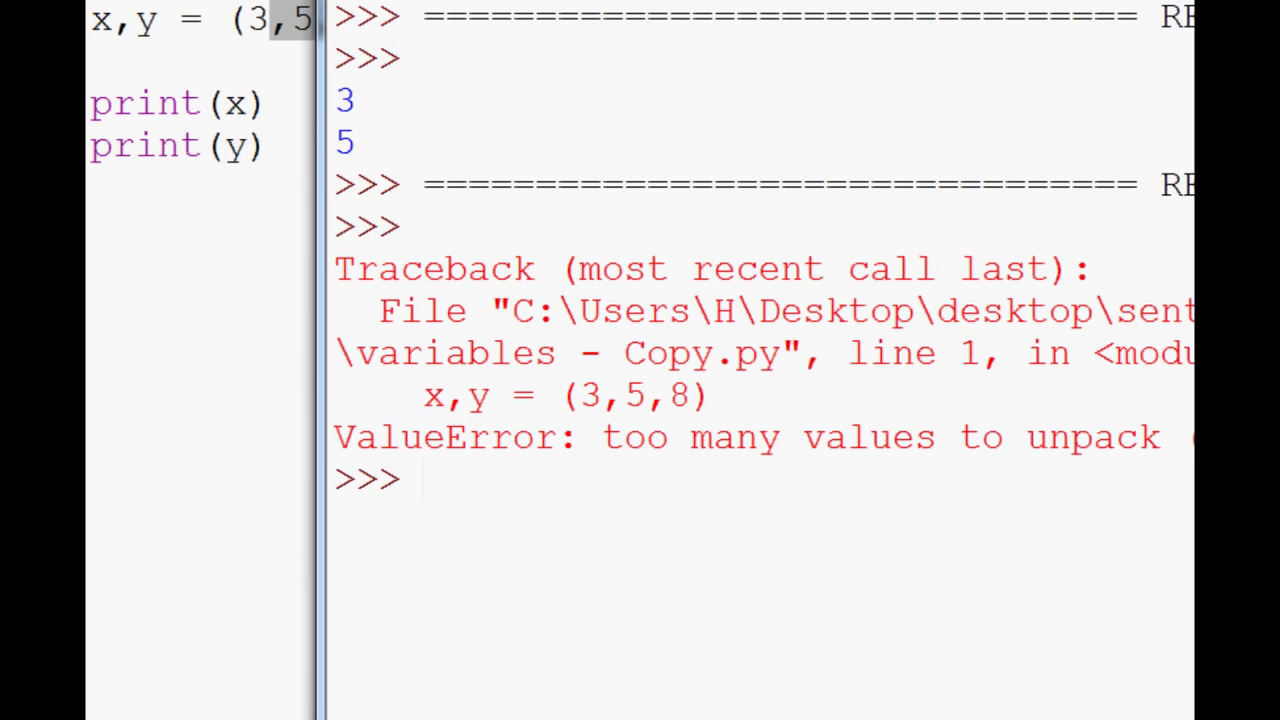 x,y = (3,5
print(x)
print(y)
>>> ================================ RE
>>>
3
5
>>> ================================ RE
>>>
Traceback (most recent call last):
  File "C:\Users\H\Desktop\desktop\sent
\variables - Copy.py", line 1, in <modu
    x,y = (3,5,8)
ValueError: too many values to unpack (
>>>